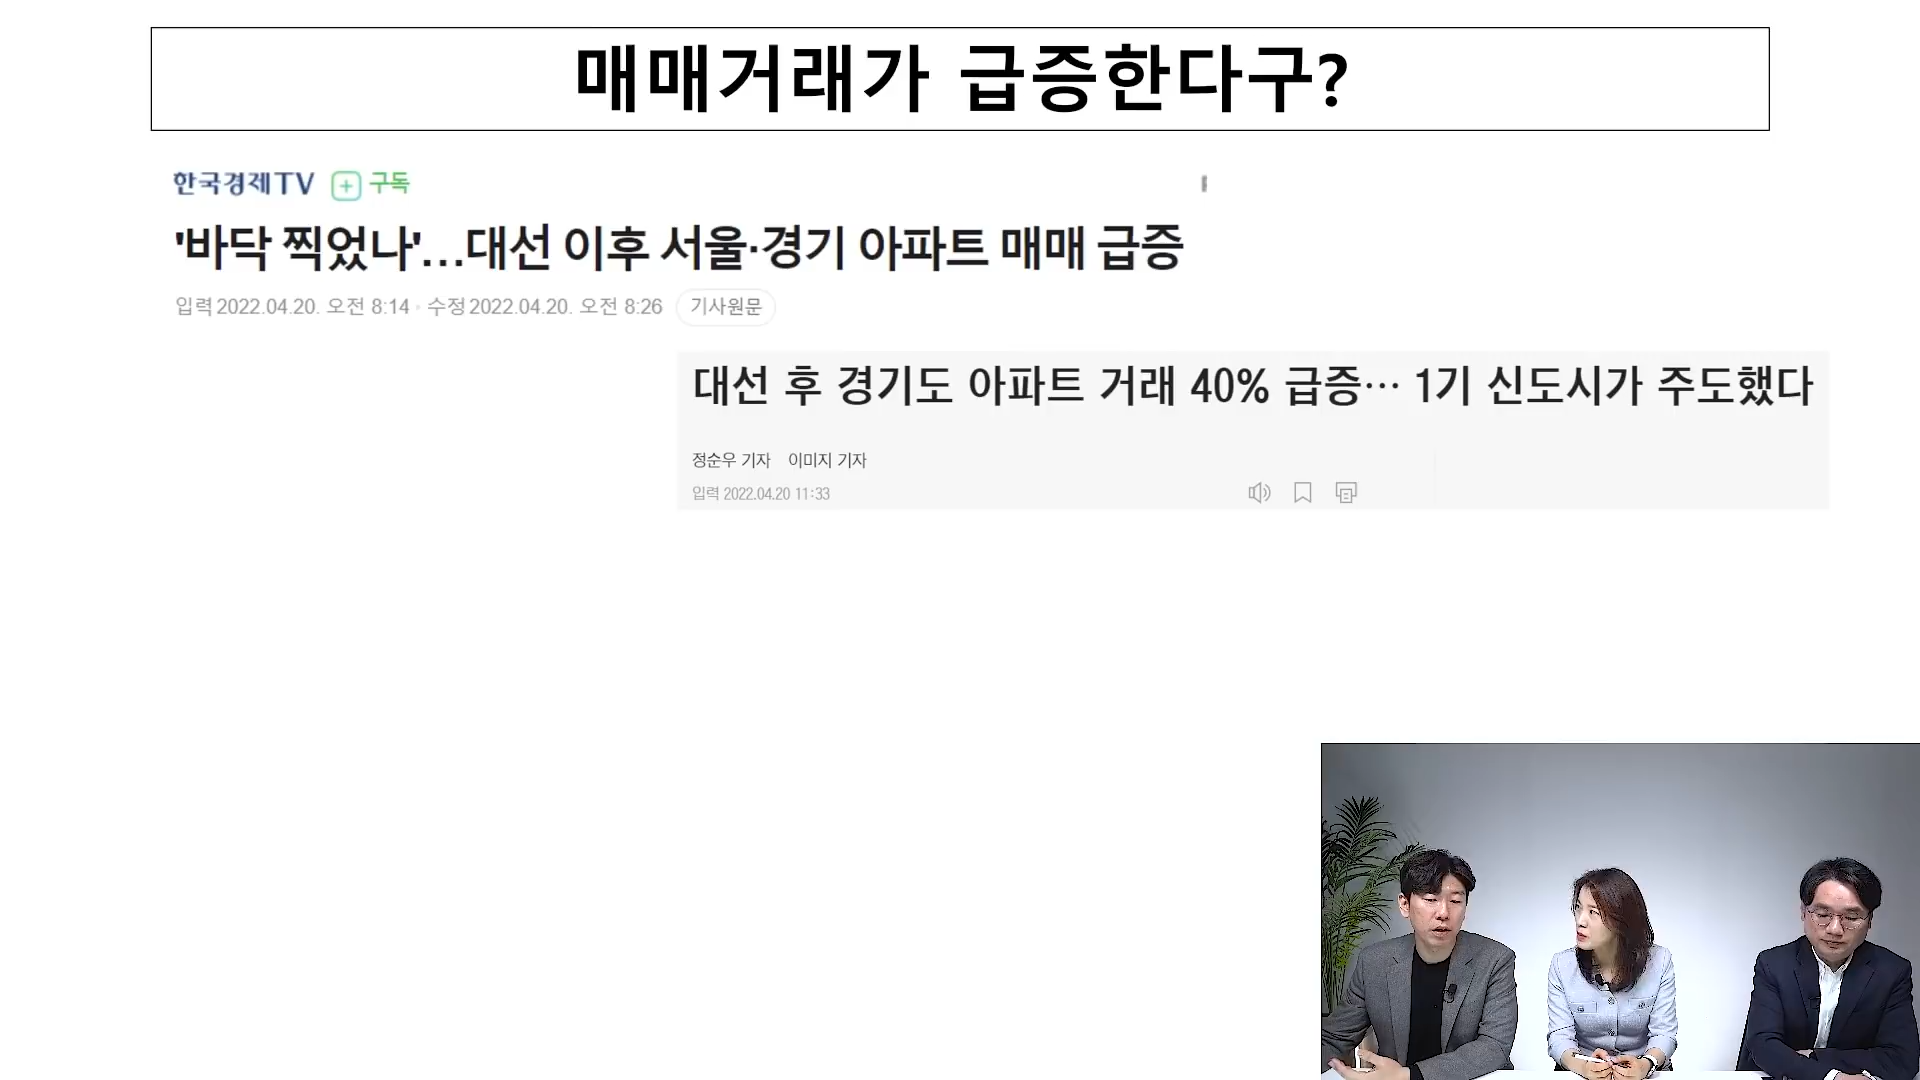 매매거래가 급증한다구?
한국경제TV 구독
'바닥 찍었나'…대선 이후 서울·경기 아파트 매매 급증
입력 2022.04.20. 오전 8:14 · 수정 2022.04.20. 오전 8:26 기사원문
대선 후 경기도 아파트 거래 40% 급증… 1기 신도시가 주도했다
정순우 기자 이미지 기자
입력 2022.04.20 11:33